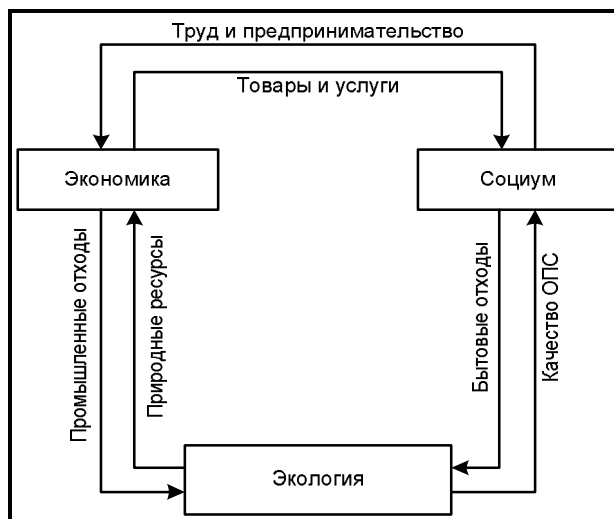 Труд и предпринимательство
Товары и услуги
Экономика
Социум
Промышленные отходы
Природные ресурсы
Бытовые отходы
Качество ОПС
Экология